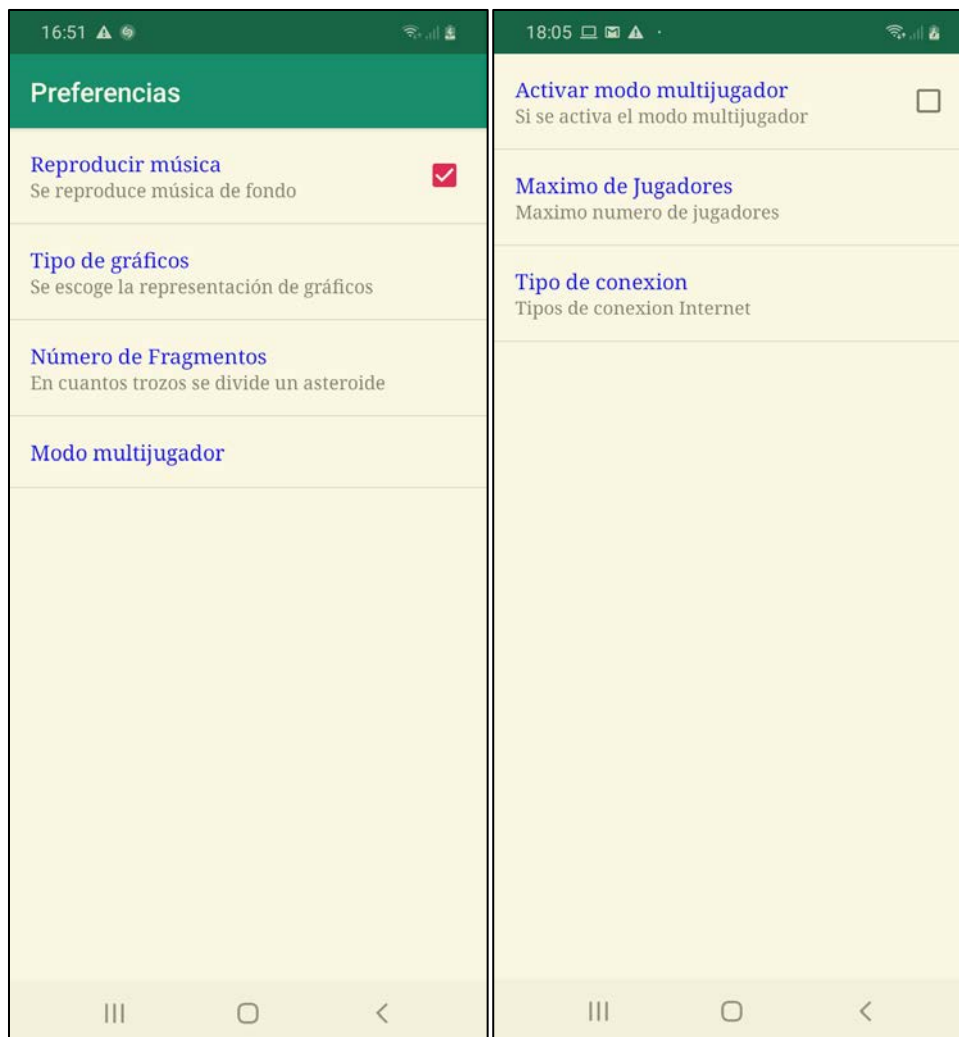 16:51
Preferencias
Reproducir música
Se reproduce música de fondo
Tipo de gráficos
Se escoge la representación de gráficos
Número de Fragmentos
En cuantos trozos se divide un asteroide
Modo multijugador
18:05
Activar modo multijugador
Si se activa el modo multijugador
Maximo de Jugadores
Maximo numero de jugadores
Tipo de conexion
Tipos de conexion Internet